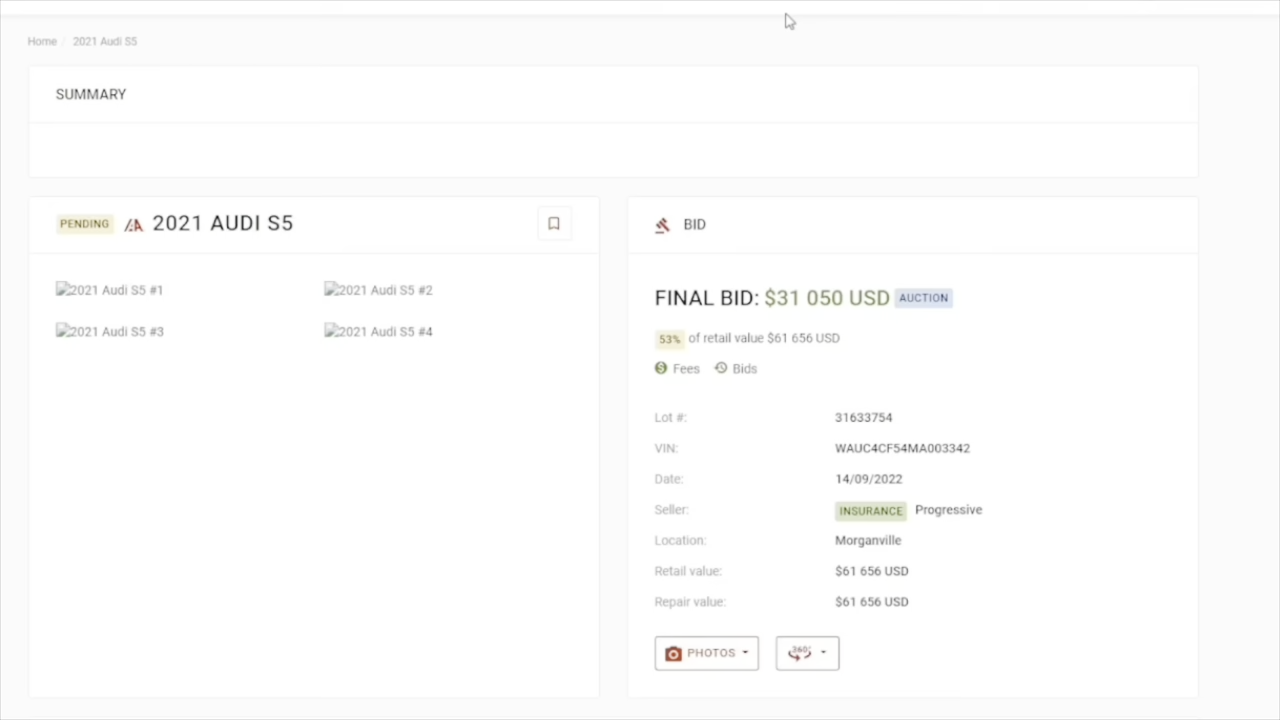 Home / 2021 Audi S5
SUMMARY
PENDING 2021 AUDI S5
2021 Audi S5 #1
2021 Audi S5 #2
2021 Audi S5 #3
2021 Audi S5 #4
BID
FINAL BID: $31 050 USD AUCTION
53% of retail value $61 656 USD
Fees Bids
Lot #: 31633754
VIN: WAUC4CF54MA003342
Date: 14/09/2022
Seller: INSURANCE Progressive
Location: Morganville
Retail value: $61 656 USD
Repair value: $61 656 USD
PHOTOS 360°